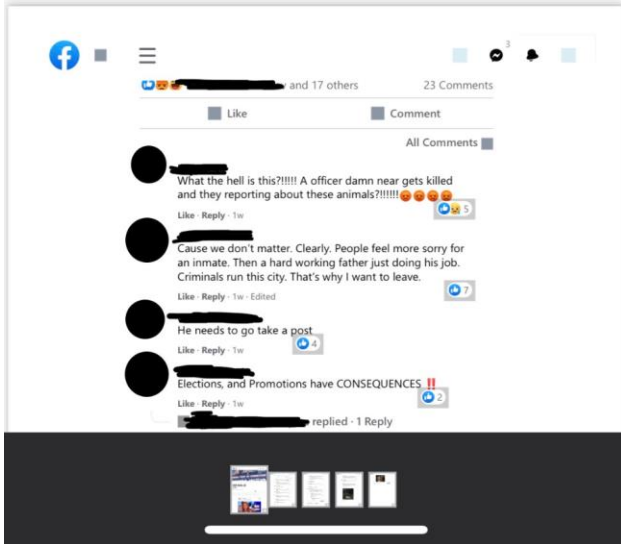 3
and 17 others 23 Comments
Like Comment
All Comments
What the hell is this?!!!!! A officer damn near gets killed
and they reporting about these animals?!!!!!!😡😡😡😡
Like · Reply · 1w 5
Cause we don't matter. Clearly. People feel more sorry for
an inmate. Then a hard working father just doing his job.
Criminals run this city. That's why I want to leave.
Like · Reply · 1w · Edited 7
He needs to go take a post
Like · Reply · 1w 4
Elections, and Promotions have CONSEQUENCES ‼️
Like · Reply · 1w 2
replied · 1 Reply